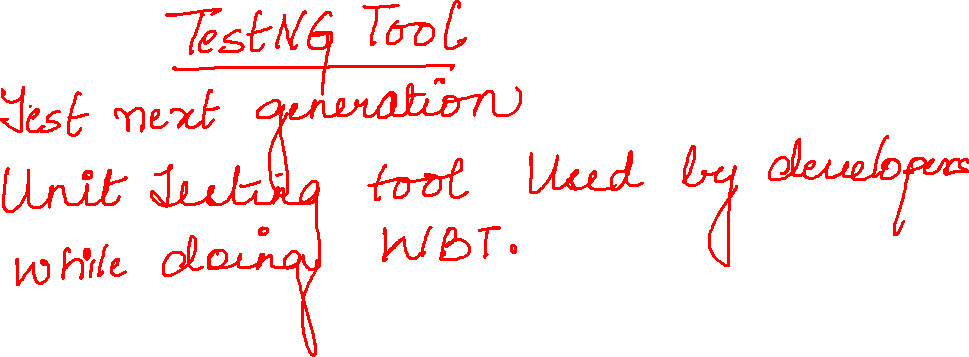 TestNG Tool
Test next generation
Unit Testing tool Used by developers
while doing WBT.